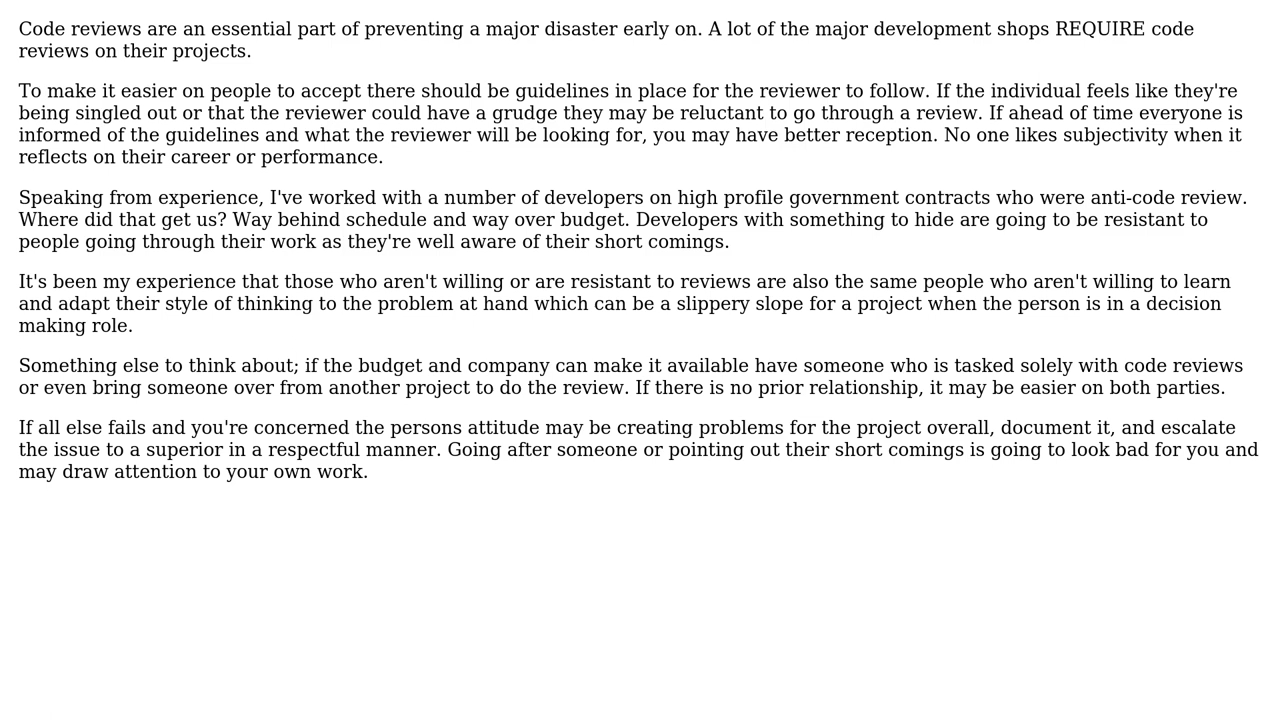 Code reviews are an essential part of preventing a major disaster early on. A lot of the major development shops REQUIRE code
reviews on their projects.
To make it easier on people to accept there should be guidelines in place for the reviewer to follow. If the individual feels like they're
being singled out or that the reviewer could have a grudge they may be reluctant to go through a review. If ahead of time everyone is
informed of the guidelines and what the reviewer will be looking for, you may have better reception. No one likes subjectivity when it
reflects on their career or performance.
Speaking from experience, I've worked with a number of developers on high profile government contracts who were anti-code review.
Where did that get us? Way behind schedule and way over budget. Developers with something to hide are going to be resistant to
people going through their work as they're well aware of their short comings.
It's been my experience that those who aren't willing or are resistant to reviews are also the same people who aren't willing to learn
and adapt their style of thinking to the problem at hand which can be a slippery slope for a project when the person is in a decision
making role.
Something else to think about; if the budget and company can make it available have someone who is tasked solely with code reviews
or even bring someone over from another project to do the review. If there is no prior relationship, it may be easier on both parties.
If all else fails and you're concerned the persons attitude may be creating problems for the project overall, document it, and escalate
the issue to a superior in a respectful manner. Going after someone or pointing out their short comings is going to look bad for you and
may draw attention to your own work.